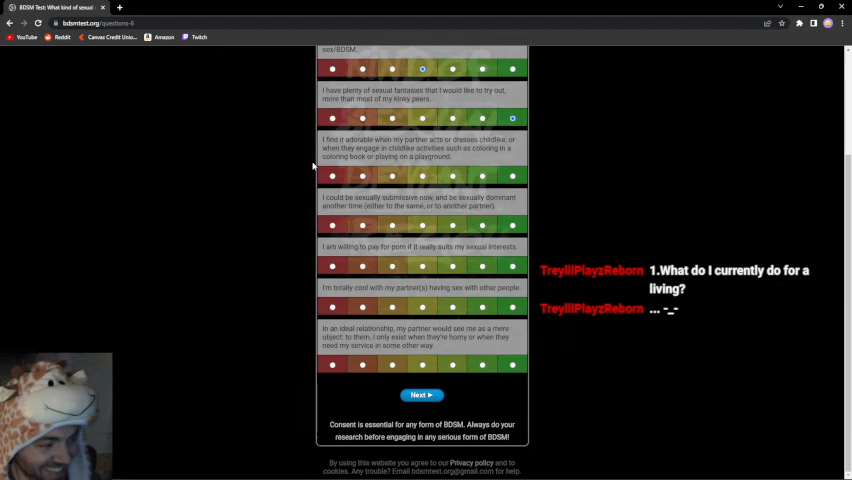 BDSM Test: What kind of sexual
bdsmtest.org/questions-6
YouTube Reddit Canvas Credit Unio... Amazon Twitch
sex/BDSM.
I have plenty of sexual fantasies that I would like to try out,
more than most of my kinky peers.
I find it adorable when my partner acts or dresses childlike, or
when they engage in childlike activities such as coloring in a
coloring book or playing on a playground.
I could be sexually submissive now, and be sexually dominant
another time (either to the same, or to another partner).
I am willing to pay for porn if it really suits my sexual interests.
I'm totally cool with my partner(s) having sex with other people.
In an ideal relationship, my partner would see me as a mere
object: to them, I only exist when they're horny or when they
need my service in some other way.
Next
Consent is essential for any form of BDSM. Always do your
research before engaging in any serious form of BDSM!
By using this website you agree to our Privacy policy and to
cookies. Any trouble? Email bdsmtest.org@gmail.com for help.
TreyIIIPlayzReborn 1.What do I currently do for a
living?
TreyIIIPlayzReborn ... -_-